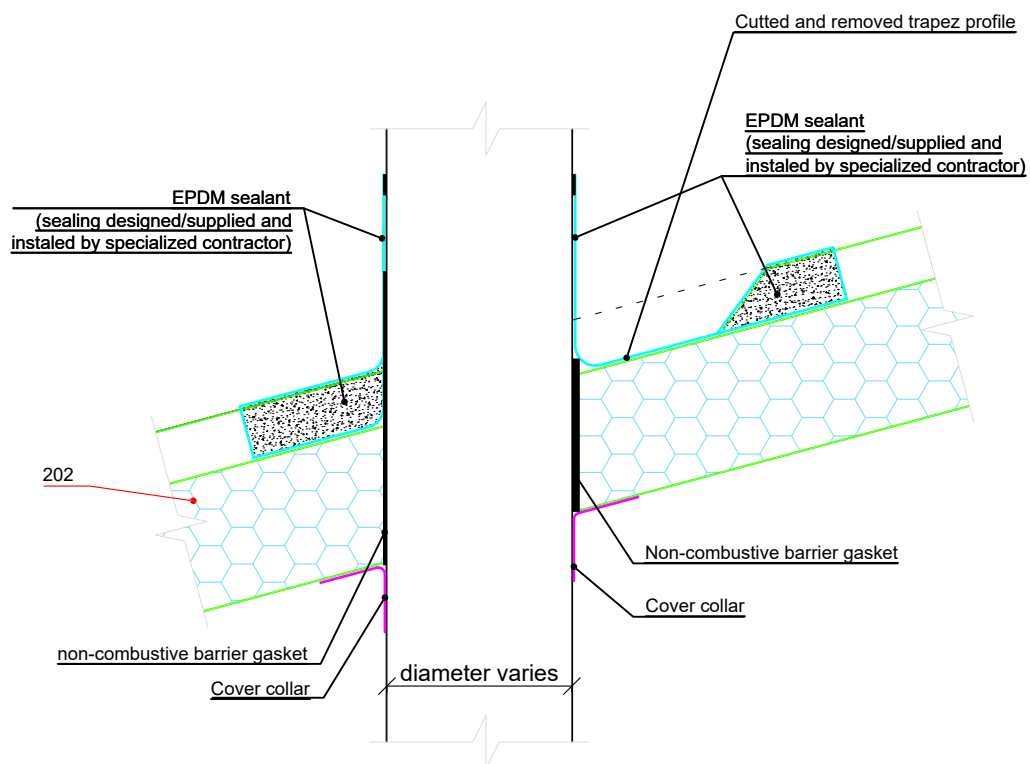 Cutted and removed trapez profile
EPDM sealant
(sealing designed/supplied and
instaled by specialized contractor)
EPDM sealant
(sealing designed/supplied and
instaled by specialized contractor)
202
Non-combustive barrier gasket
Cover collar
non-combustive barrier gasket
diameter varies
Cover collar